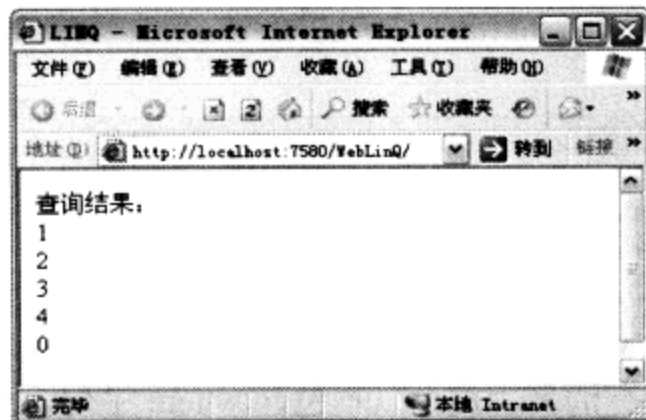 LINQ - Microsoft Internet Explorer
文件(F) 编辑(E) 查看(V) 收藏(A) 工具(T) 帮助(H)
后退 搜索 收藏夹 »
地址(D) http://localhost:7580/WebLinQ/ 转到 链接 »
查询结果:
1
2
3
4
0
完毕 本地 Intranet